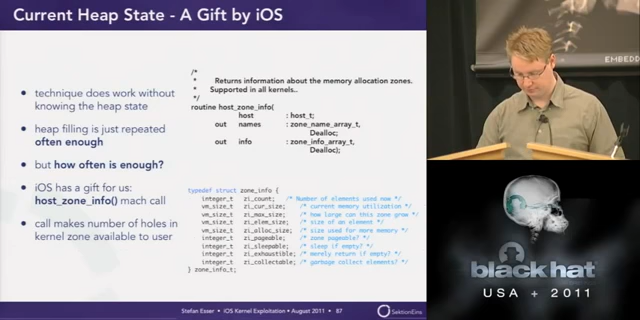 Current Heap State - A Gift by iOS
technique does work without
knowing the heap state
heap filling is just repeated
often enough
but how often is enough?
iOS has a gift for us:
host_zone_info() mach call
call makes number of holes in
kernel zone available to user
/*
* Returns information about the memory allocation zones.
* Supported in all kernels..
*/
routine host_zone_info(
host : host_t;
out names : zone_name_array_t,
Dealloc;
out info : zone_info_array_t,
Dealloc);
typedef struct zone_info {
integer_t zi_count; /* Number of elements used now */
vm_size_t zi_cur_size; /* current memory utilization */
vm_size_t zi_max_size; /* how large can this zone grow */
vm_size_t zi_elem_size; /* size of an element */
vm_size_t zi_alloc_size; /* size used for more memory */
integer_t zi_pageable; /* zone pageable? */
integer_t zi_sleepable; /* sleep if empty? */
integer_t zi_exhaustible; /* merely return if empty? */
integer_t zi_collectable; /* garbage collect elements? */
} zone_info_t;
Stefan Esser • iOS Kernel Exploitation • August 2011 • 87
SektionEins
EMBEDD
black hat
USA + 2011